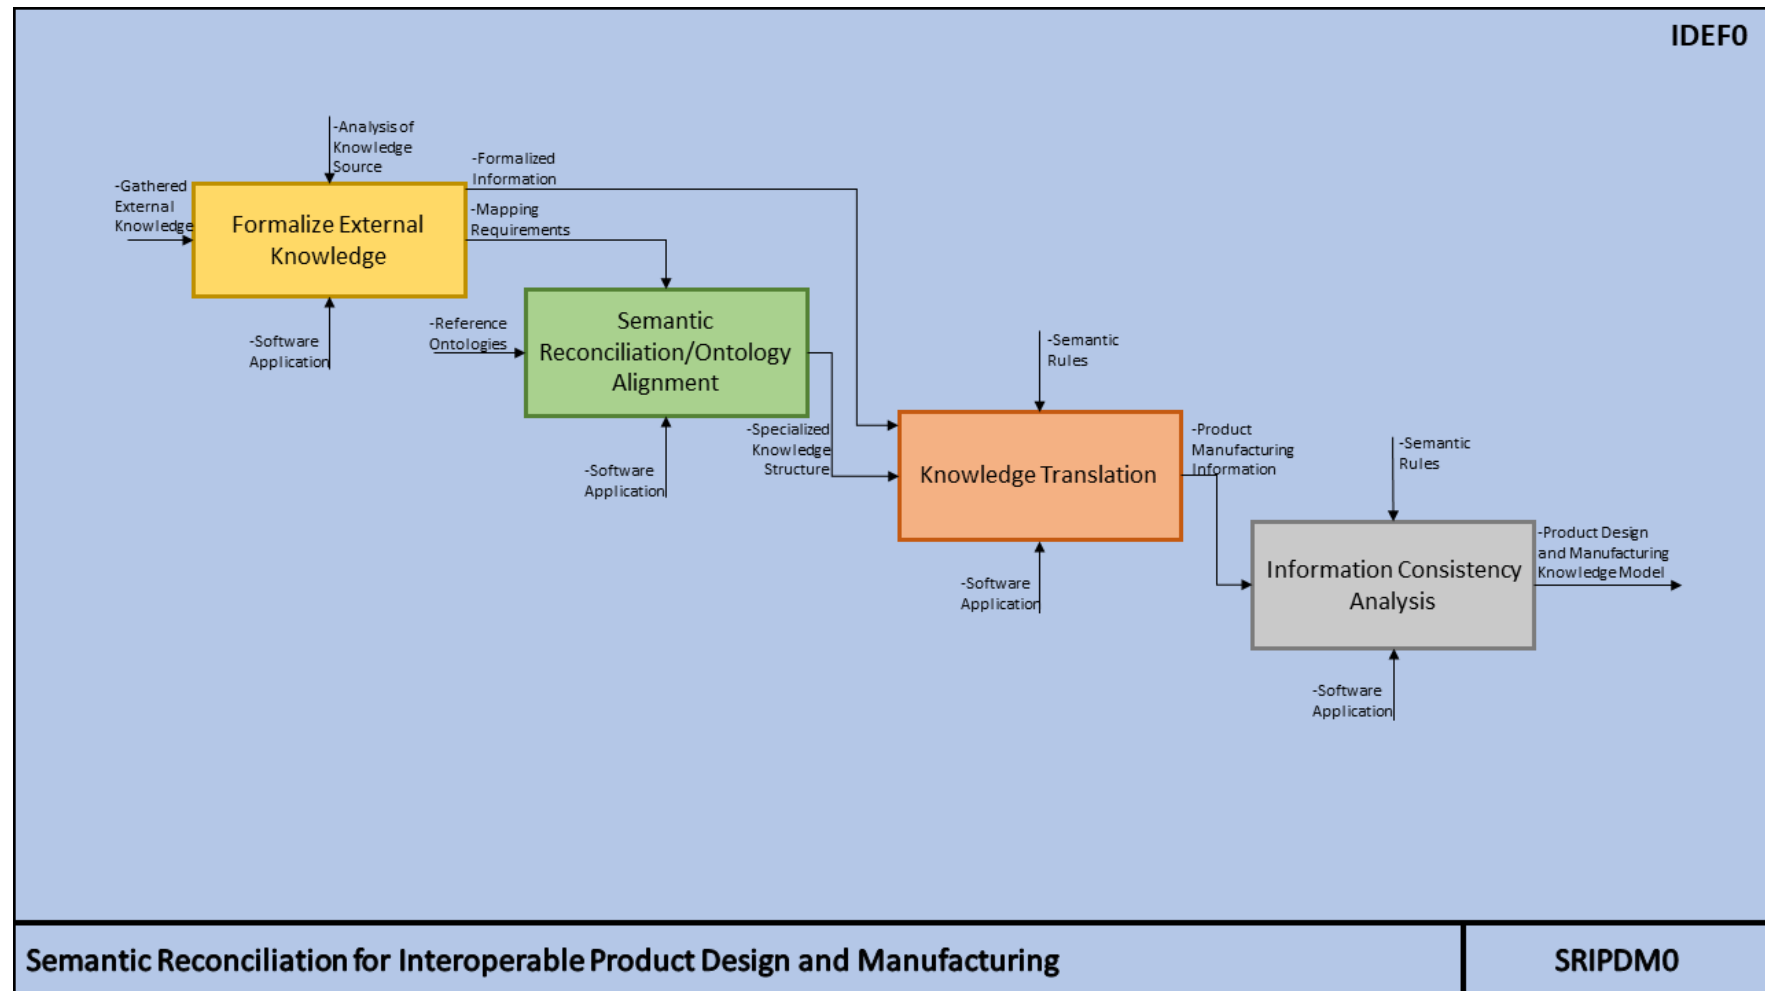 IDEF0
-Analysis of
Knowledge
Source
-Gathered
External
Knowledge
Formalize External
Knowledge
-Formalized
Information
-Mapping
Requirements
-Software
Application
-Reference
Ontologies
Semantic
Reconciliation/Ontology
Alignment
-Software
Application
-Specialized
Knowledge
Structure
-Semantic
Rules
Knowledge Translation
-Software
Application
-Product
Manufacturing
Information
-Semantic
Rules
Information Consistency
Analysis
-Software
Application
-Product Design
and Manufacturing
Knowledge Model
Semantic Reconciliation for Interoperable Product Design and Manufacturing
SRIPDM0